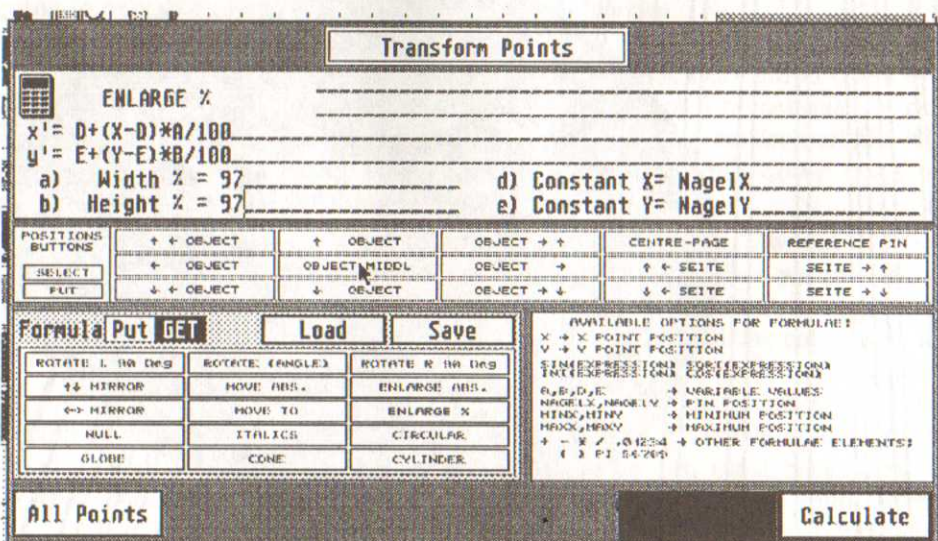 Transform Points
ENLARGE %
x'= D+(X-D)*A/100
y'= E+(Y-E)*B/100
a) Width % = 97 d) Constant X= NagelX
b) Height % = 97 e) Constant Y= NagelY
POSITIONS BUTTONS
SELECT
PUT
↑ ← OBJECT ↑ OBJECT OBJECT → ↑ CENTRE-PAGE REFERENCE PIN
← OBJECT OBJECT MIDDL OBJECT → ↑ ← SEITE SEITE → ↑
↓ ← OBJECT ↓ OBJECT OBJECT → ↓ ↓ ← SEITE SEITE → ↓
Formula Put GET Load Save
ROTATE L 90 Deg ROTATE (ANGLE) ROTATE R 90 Deg
↑↓ MIRROR MOVE ABS. ENLARGE ABS.
<-> MIRROR MOVE TO ENLARGE %
NULL ITALICS CIRCULAR
GLOBE CONE CYLINDER
AVAILABLE OPTIONS FOR FORMULAE:
X → X POINT POSITION
Y → Y POINT POSITION
SIN(EXPRESSION) SQRT(EXPRESSION)
INT(EXPRESSION) COS(EXPRESSION)
A,B,D,E → VARIABLE VALUES
NAGELX,NAGELY → PIN POSITION
MINX,MINY → MINIMUM POSITION
MAXX,MAXY → MAXIMUM POSITION
+ - * / ,01234 → OTHER FORMULAE ELEMENTS:
( ) PI 56789
All Points Calculate